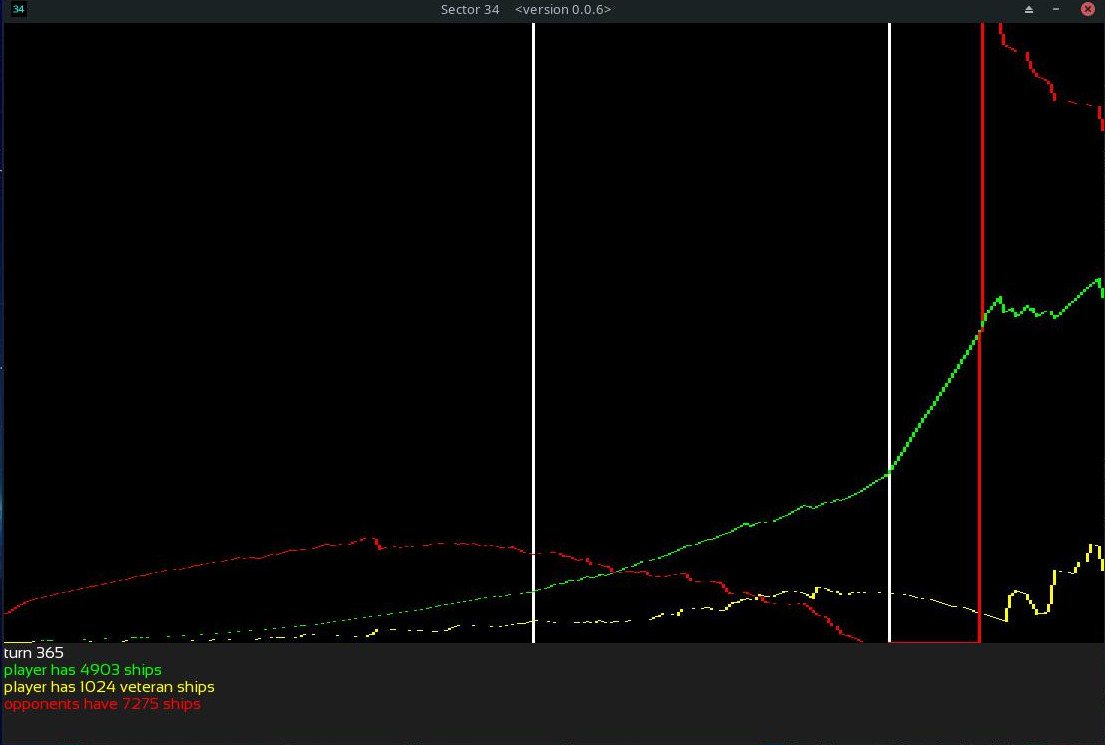 34
Sector 34 <version 0.0.6>
turn 365
player has 4903 ships
player has 1024 veteran ships
opponents have 7275 ships